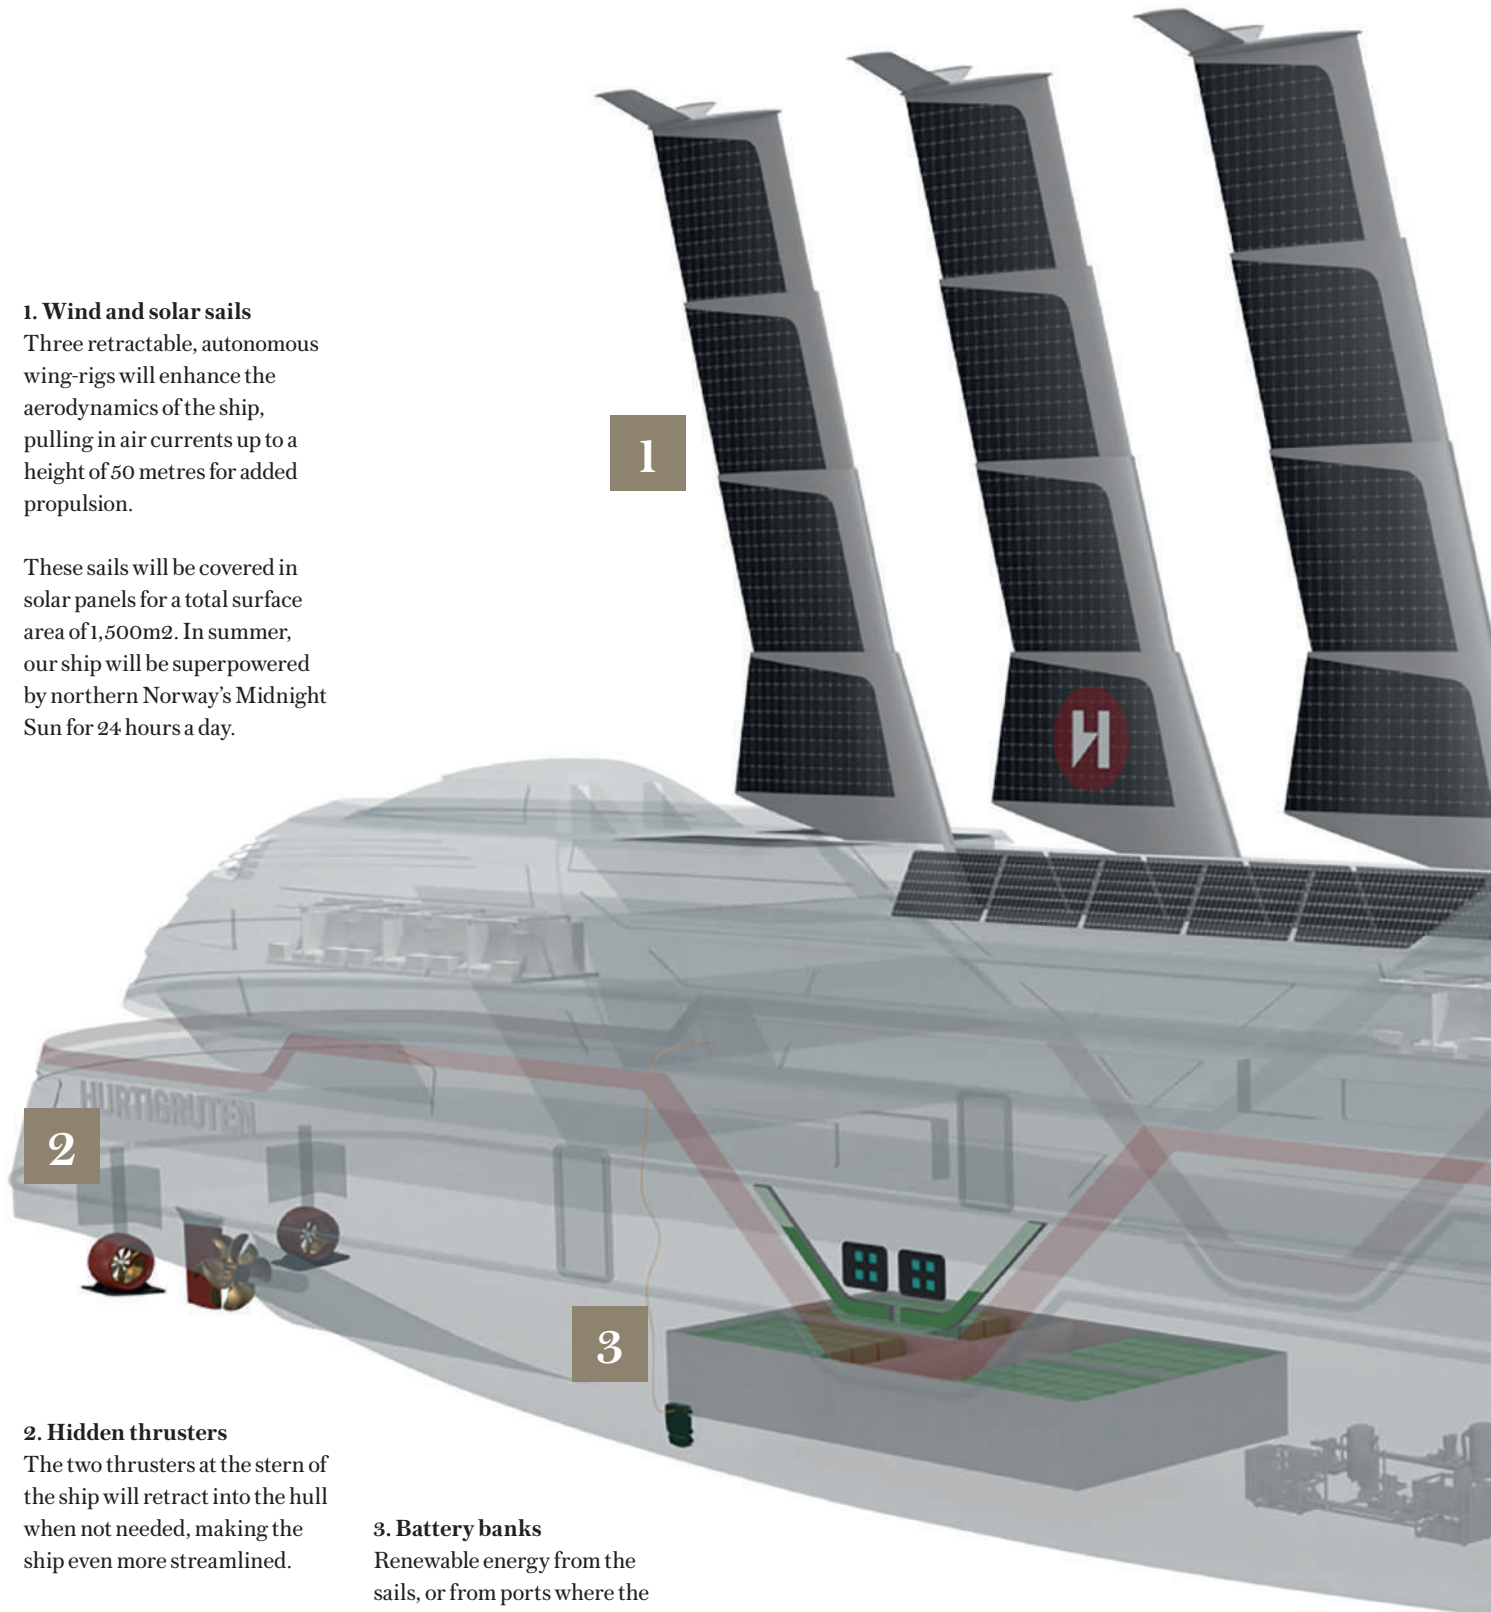 1. Wind and solar sails
Three retractable, autonomous
wing-rigs will enhance the
aerodynamics of the ship,
pulling in air currents up to a
height of 50 metres for added
propulsion.
These sails will be covered in
solar panels for a total surface
area of 1,500m2. In summer,
our ship will be superpowered
by northern Norway's Midnight
Sun for 24 hours a day.
1
H
HURTIGRUTEN
2
3
2. Hidden thrusters
The two thrusters at the stern of
the ship will retract into the hull
when not needed, making the
ship even more streamlined.
3. Battery banks
Renewable energy from the
sails, or from ports where the